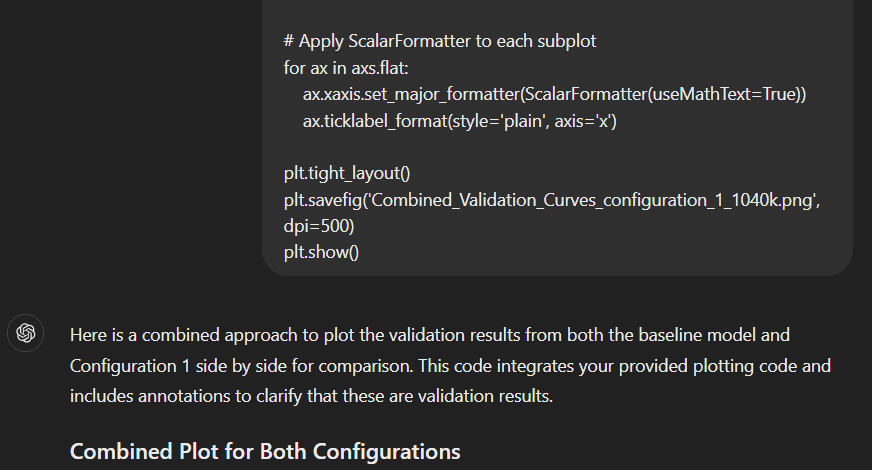 # Apply ScalarFormatter to each subplot
for ax in axs.flat:
    ax.xaxis.set_major_formatter(ScalarFormatter(useMathText=True))
    ax.ticklabel_format(style='plain', axis='x')
plt.tight_layout()
plt.savefig('Combined_Validation_Curves_configuration_1_1040k.png',
dpi=500)
plt.show()
Here is a combined approach to plot the validation results from both the baseline model and
Configuration 1 side by side for comparison. This code integrates your provided plotting code and
includes annotations to clarify that these are validation results.
Combined Plot for Both Configurations